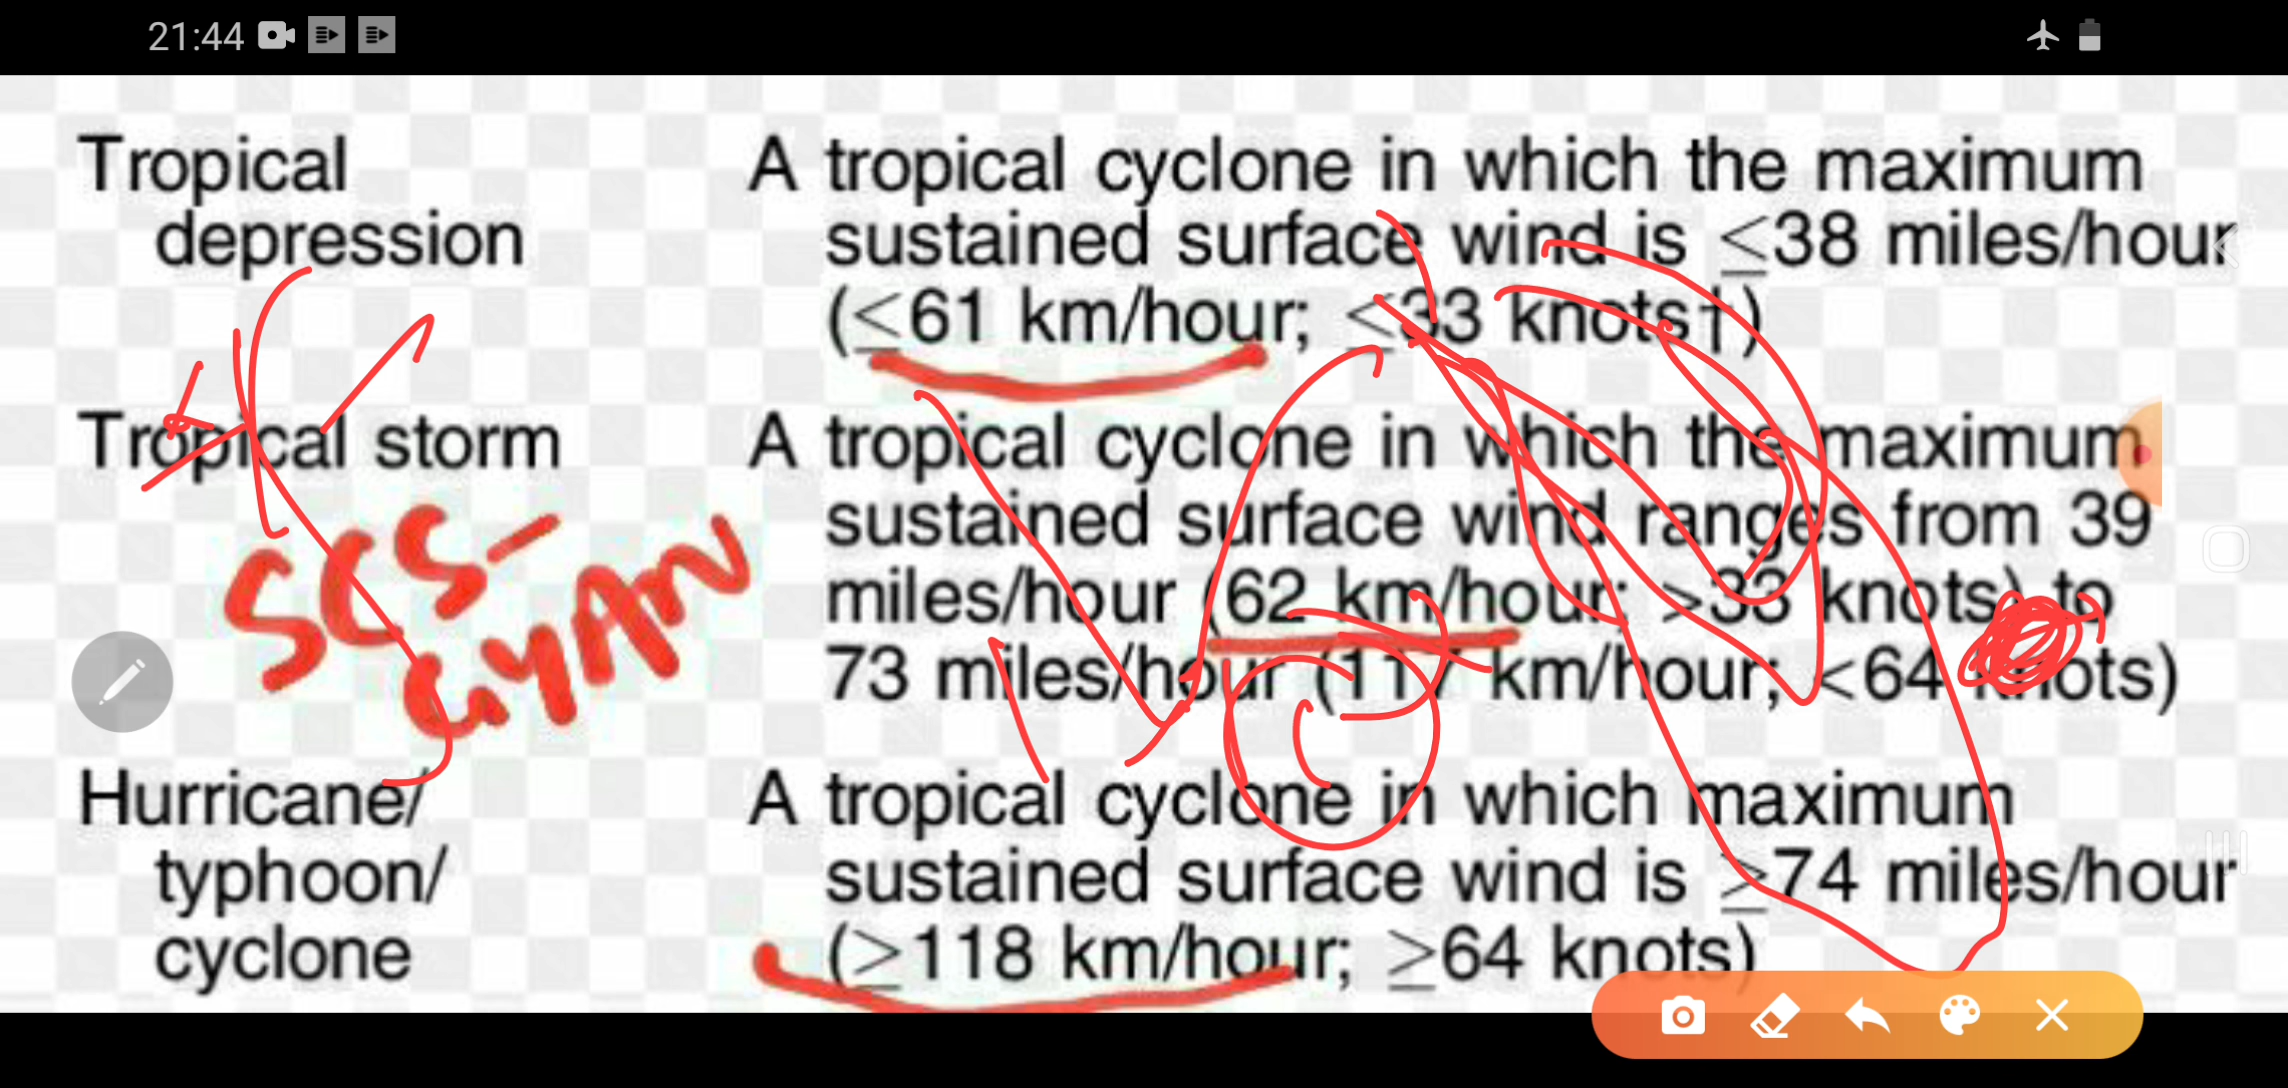 21:44
Tropical
depression
A tropical cyclone in which the maximum
sustained surface wind is ≤38 miles/hour
(≤61 km/hour; ≤33 knots†)
Tropical storm
A tropical cyclone in which the maximum
sustained surface wind ranges from 39
miles/hour (62 km/hour; >33 knots) to
73 miles/hour (117 km/hour; <64 knots)
SCS-
GYAN
Hurricane/
typhoon/
cyclone
A tropical cyclone in which maximum
sustained surface wind is ≥74 miles/hour
(≥118 km/hour; ≥64 knots)